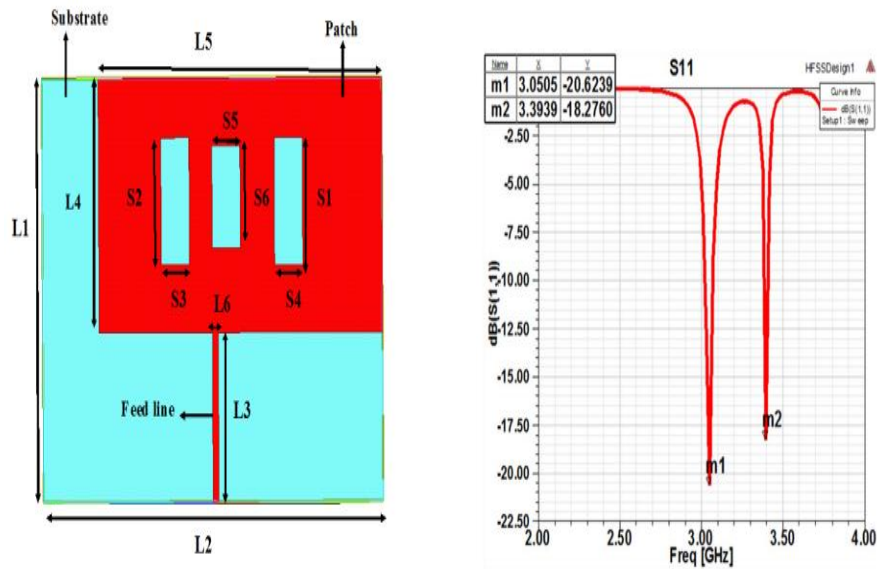 Substrate
L5
Patch
S5
S2
S6
S1
L4
L1
S3
L6
S4
Feed line
L3
L2
S11
HFSSDesign1
Name X Y
m1 3.0505 -20.6239
m2 3.3939 -18.2760
Curve Info
dB(S(1,1))
Setup1 : Sweep
-2.50
-5.00
-7.50
-10.00
-12.50
-15.00
-17.50
-20.00
-22.50
dB(S(1,1))
m1
m2
2.00 2.50 3.00 3.50 4.00
Freq [GHz]